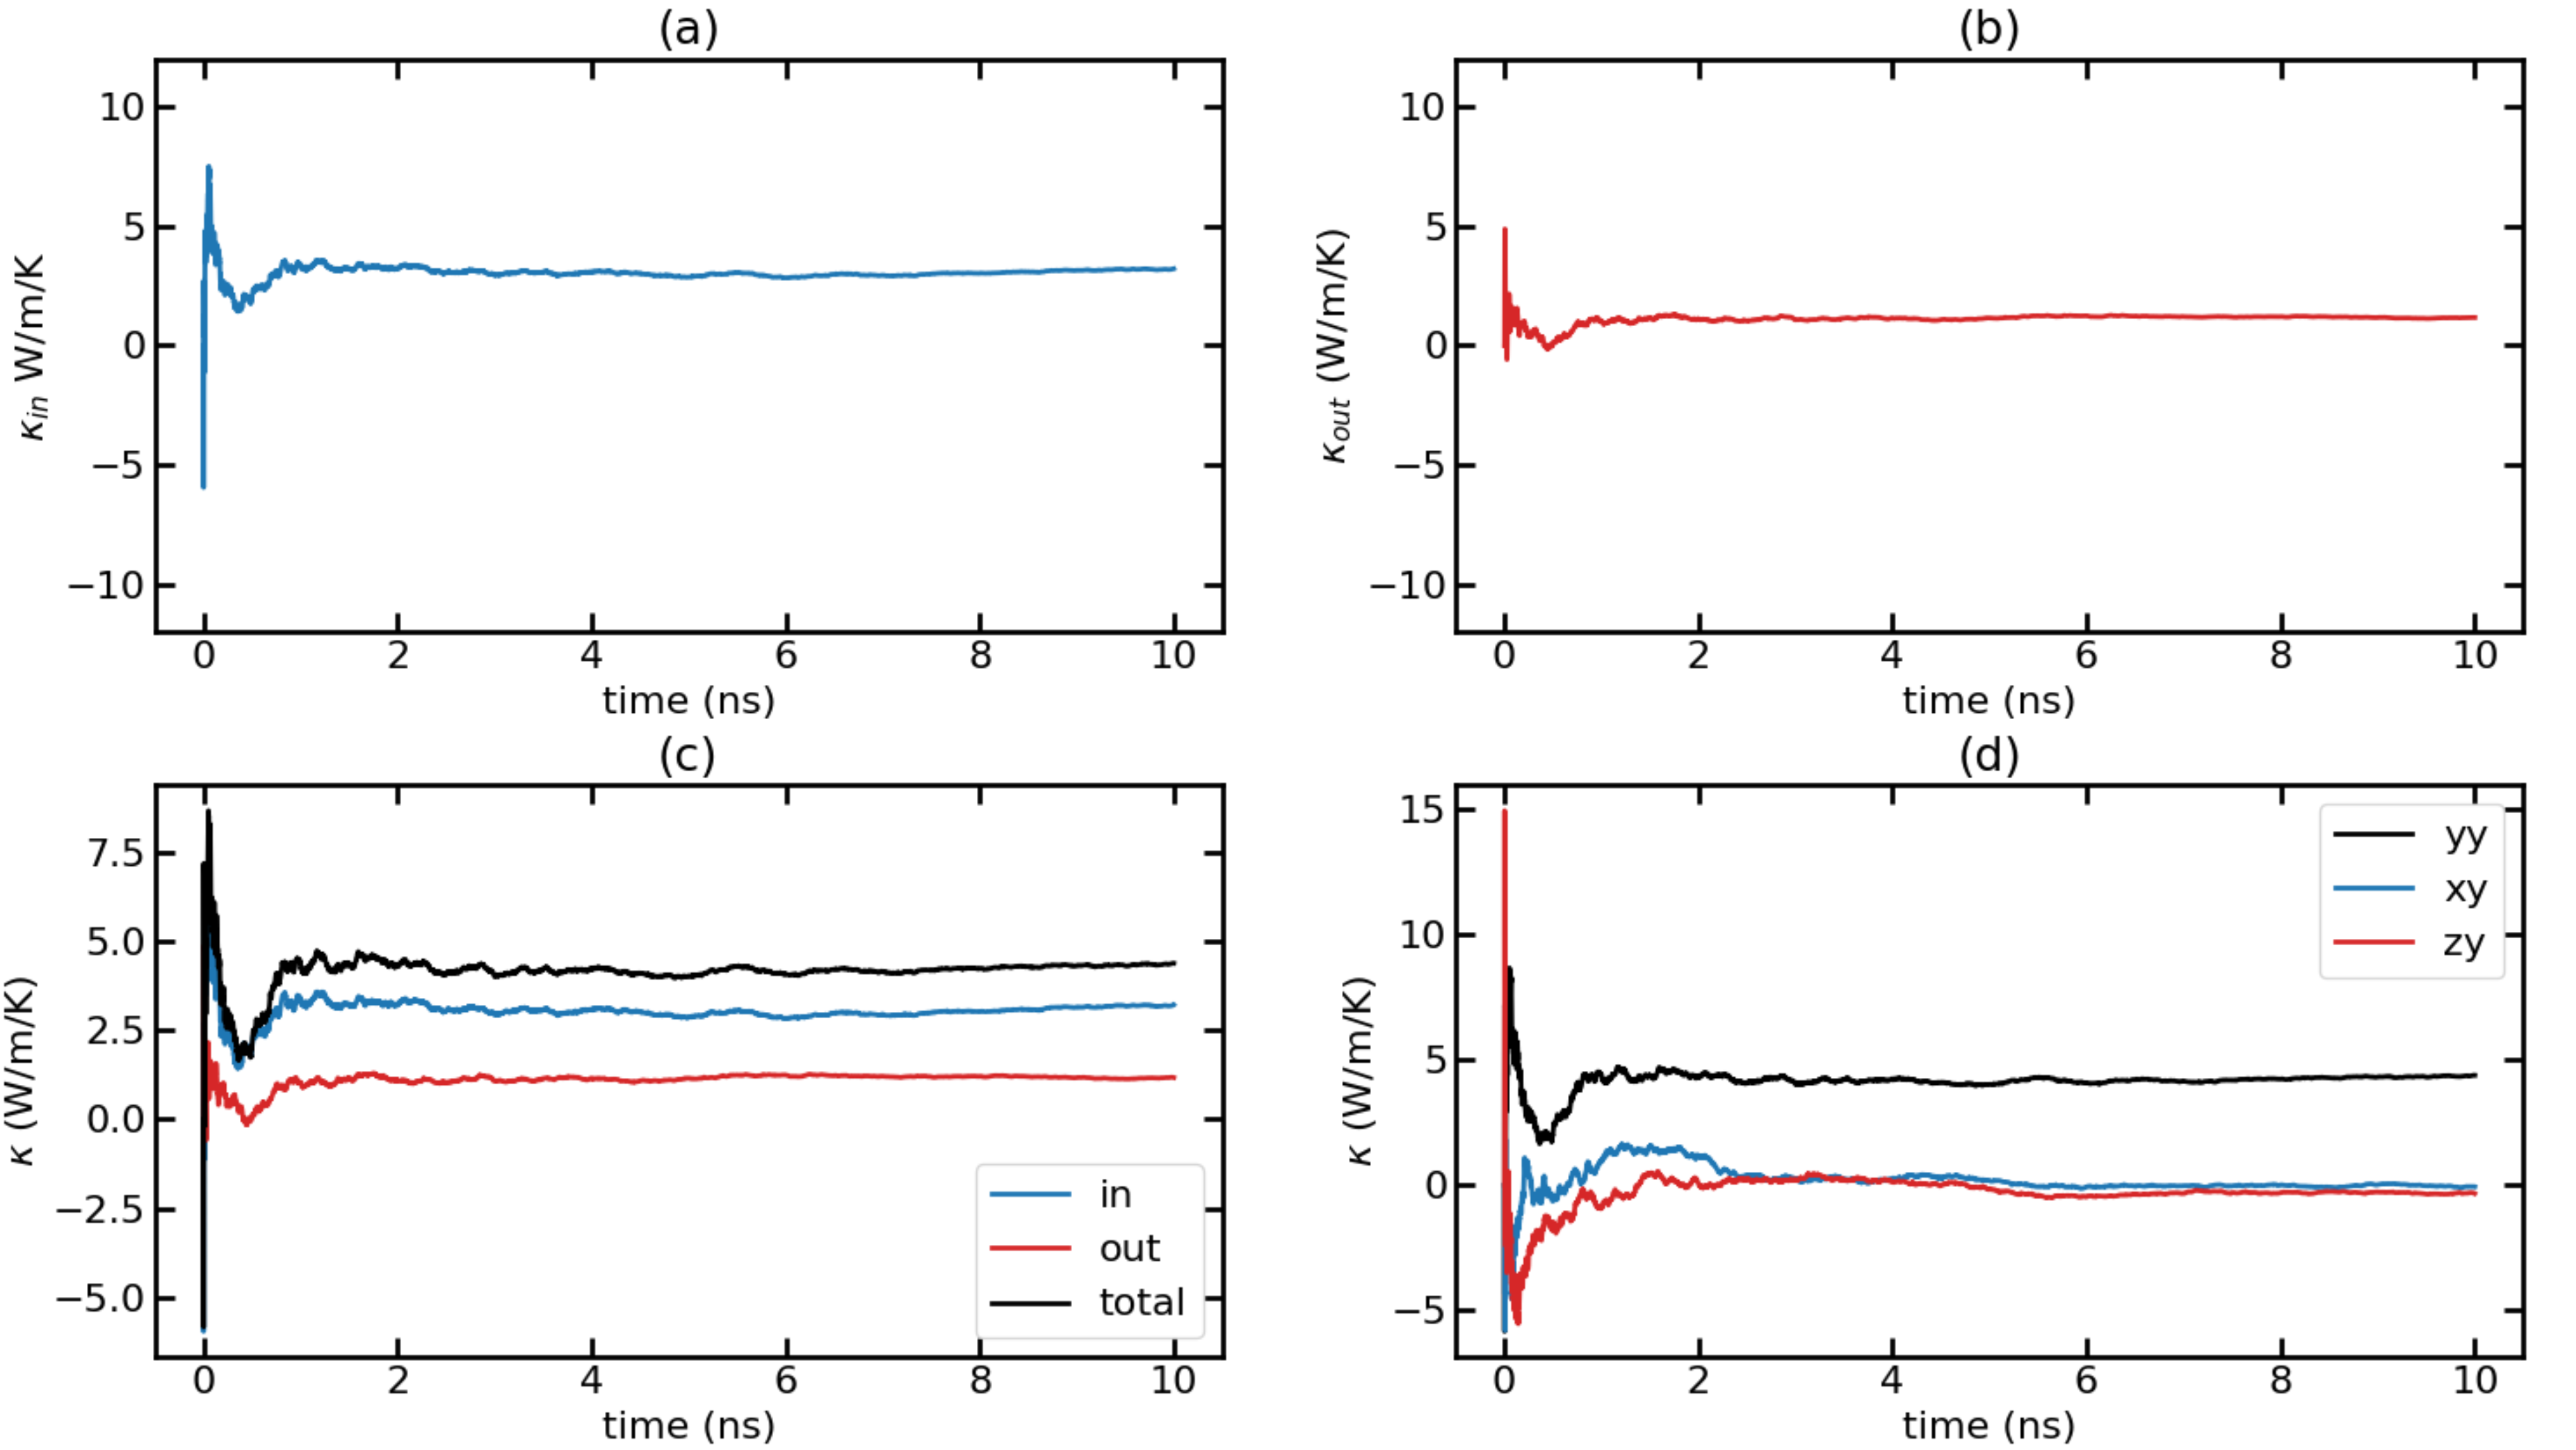 (a)
10
5
0
−5
−10
κin W/m/K
0 2 4 6 8 10
time (ns)
(b)
10
5
0
−5
−10
κout (W/m/K)
0 2 4 6 8 10
time (ns)
(c)
7.5
5.0
2.5
0.0
−2.5
−5.0
κ (W/m/K)
in
out
total
0 2 4 6 8 10
time (ns)
(d)
15
10
5
0
−5
κ (W/m/K)
yy
xy
zy
0 2 4 6 8 10
time (ns)